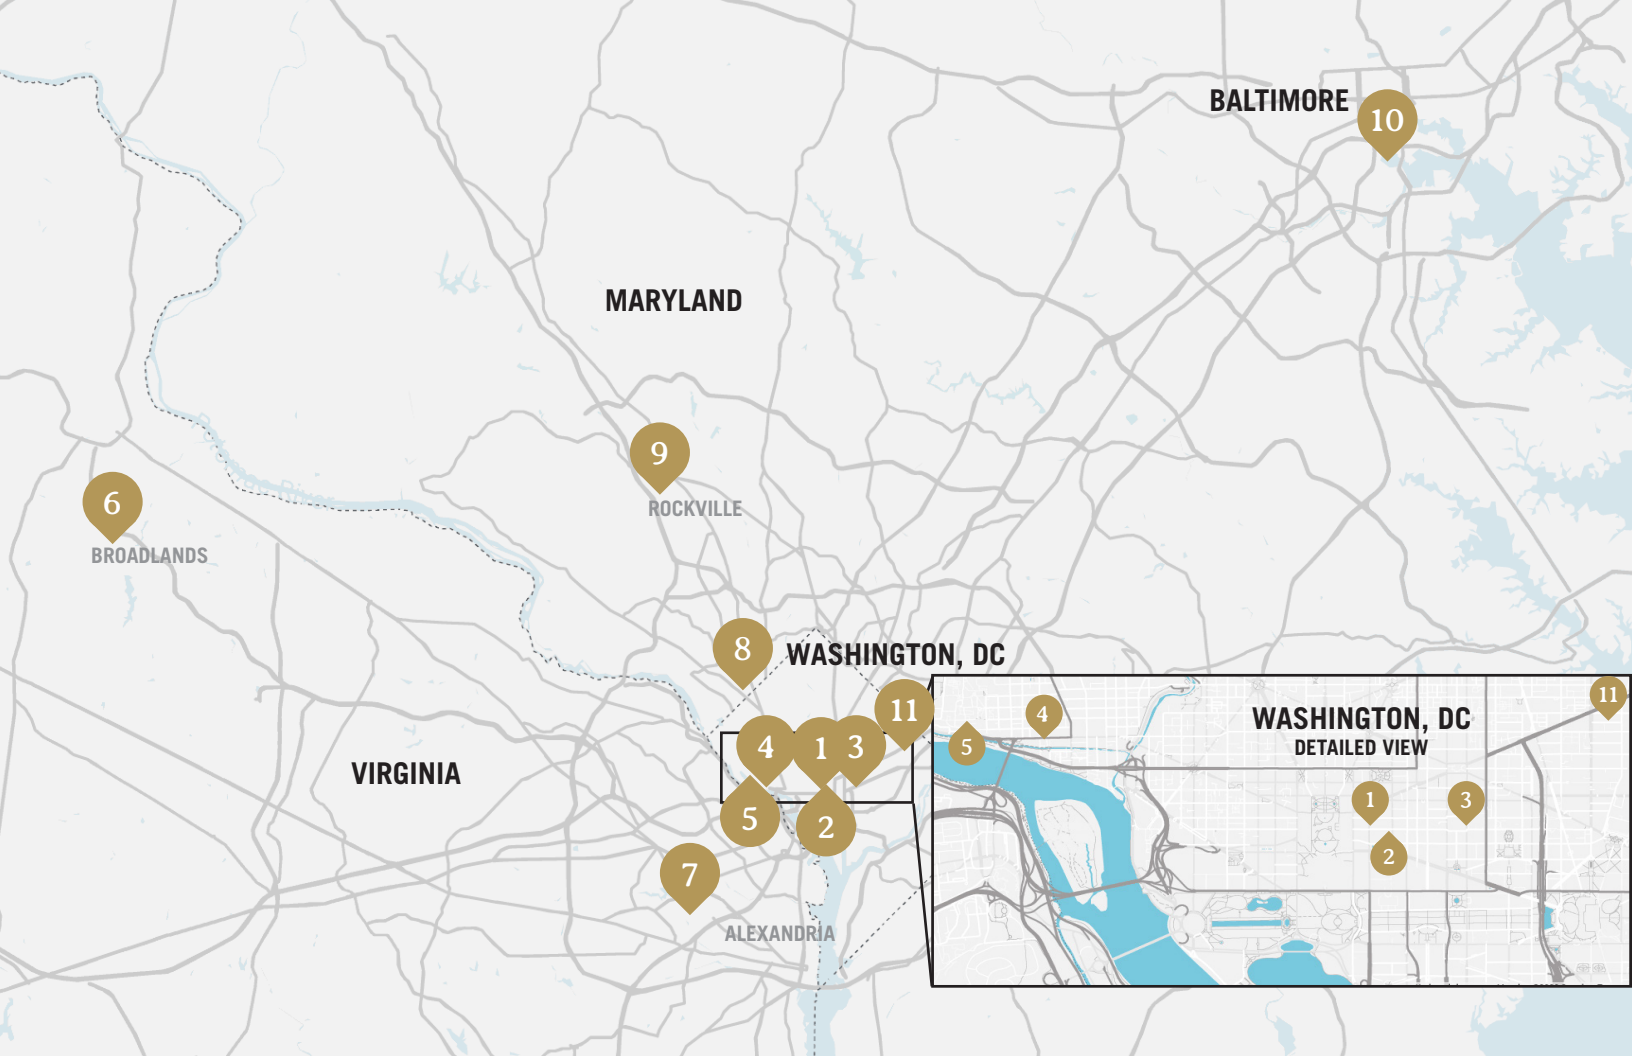 BALTIMORE
10
MARYLAND
9
ROCKVILLE
6
BROADLANDS
8
WASHINGTON, DC
11
4
1
3
5
2
VIRGINIA
7
ALEXANDRIA
WASHINGTON, DC
DETAILED VIEW
11
4
5
1
3
2